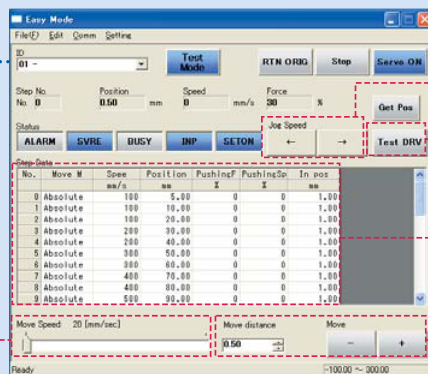 Easy Mode
File(F) Edit Comm Setting
ID
01 - Test Mode RTN ORIG Stop Servo ON
Step No. Position Speed Force
No. 0 0.50 mm 0 mm/s 30 %
Get Pos
Status Jog Speed
ALARM SVRE BUSY INP SETON ← → Test DRV
Step Data
No. Move M Spee Position PushingF PushingSp In pos
mm/s mm % % mm
0 Absolute 100 5.00 0 0 1.00
1 Absolute 100 10.00 0 0 1.00
2 Absolute 100 20.00 0 0 1.00
3 Absolute 200 30.00 0 0 1.00
4 Absolute 200 40.00 0 0 1.00
5 Absolute 300 50.00 0 0 1.00
6 Absolute 300 60.00 0 0 1.00
7 Absolute 400 70.00 0 0 1.00
8 Absolute 400 80.00 0 0 1.00
9 Absolute 500 90.00 0 0 1.00
Move Speed 20 [mm/sec] Move distance Move
0.50 - +
Ready -100.00 ~ 300.00